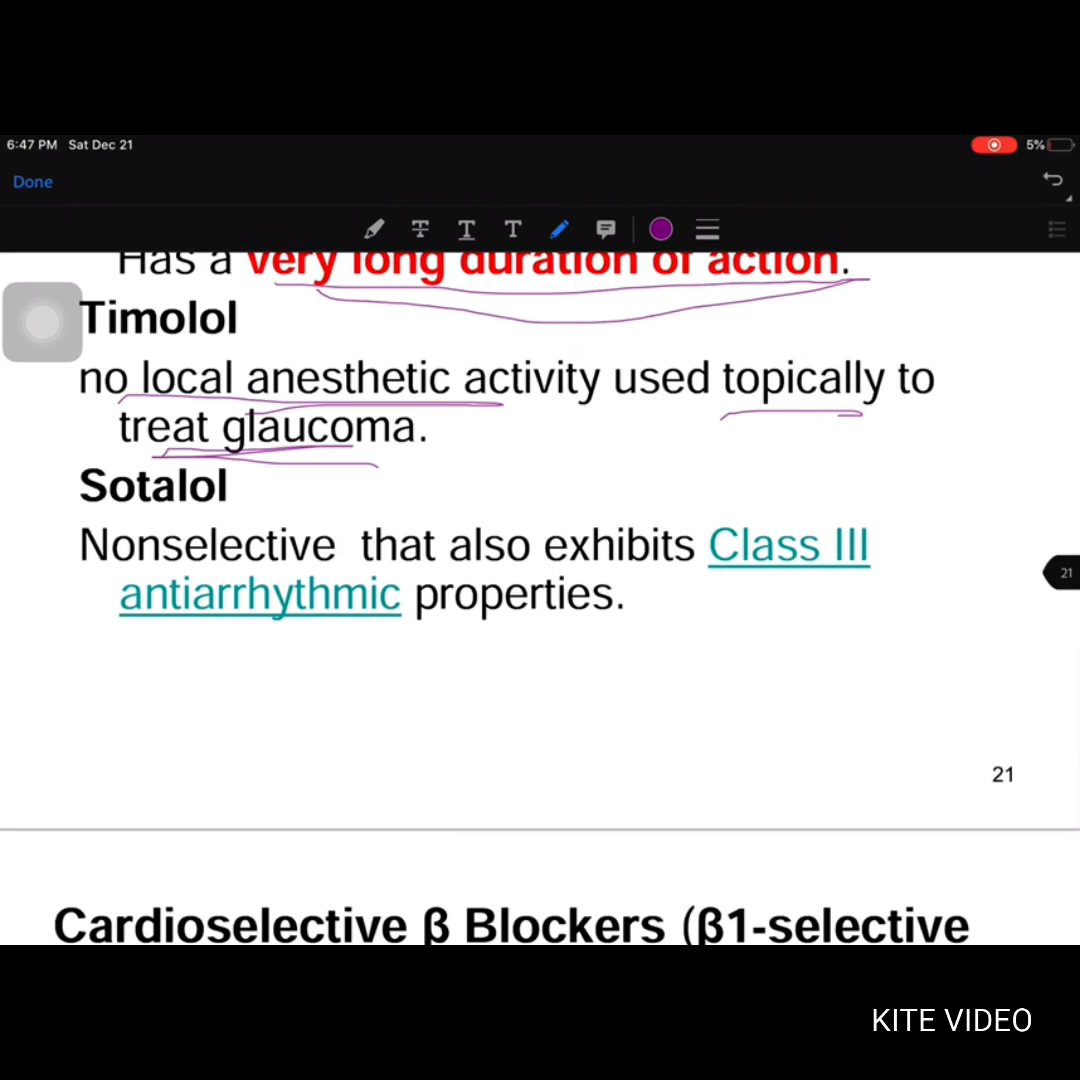 6:47 PM Sat Dec 21 5%
Done
T T T
Has a very long duration of action.
Timolol
no local anesthetic activity used topically to
treat glaucoma.
Sotalol
Nonselective that also exhibits Class III
antiarrhythmic properties.
21
21
Cardioselective β Blockers (β1-selective
KITE VIDEO